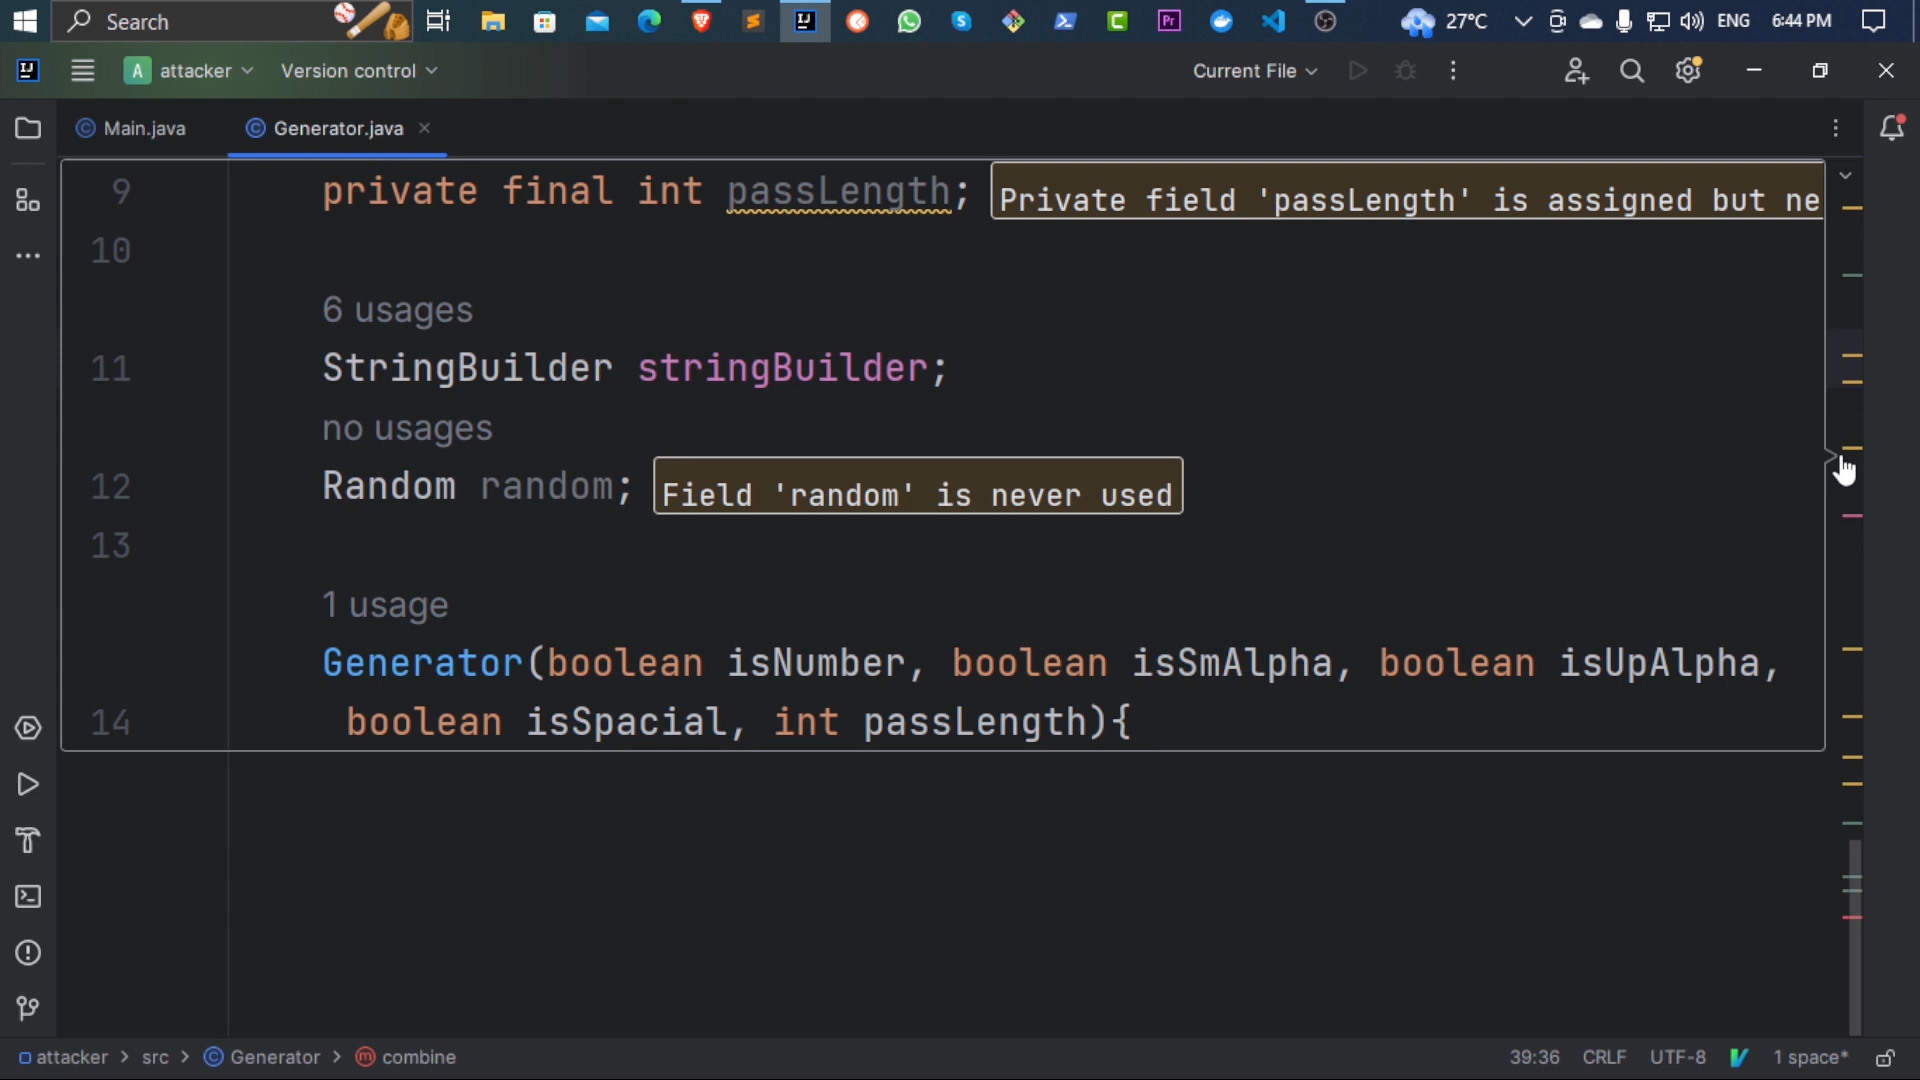 Search
27°C
ENG
6:44 PM
A
attacker
Version control
Current File
Main.java
Generator.java
9 private final int passLength; Private field 'passLength' is assigned but ne
10
6 usages
11 StringBuilder stringBuilder;
no usages
12 Random random; Field 'random' is never used
13
1 usage
Generator(boolean isNumber, boolean isSmAlpha, boolean isUpAlpha,
14 boolean isSpacial, int passLength){
attacker > src > Generator > combine
39:36 CRLF UTF-8 1 space*